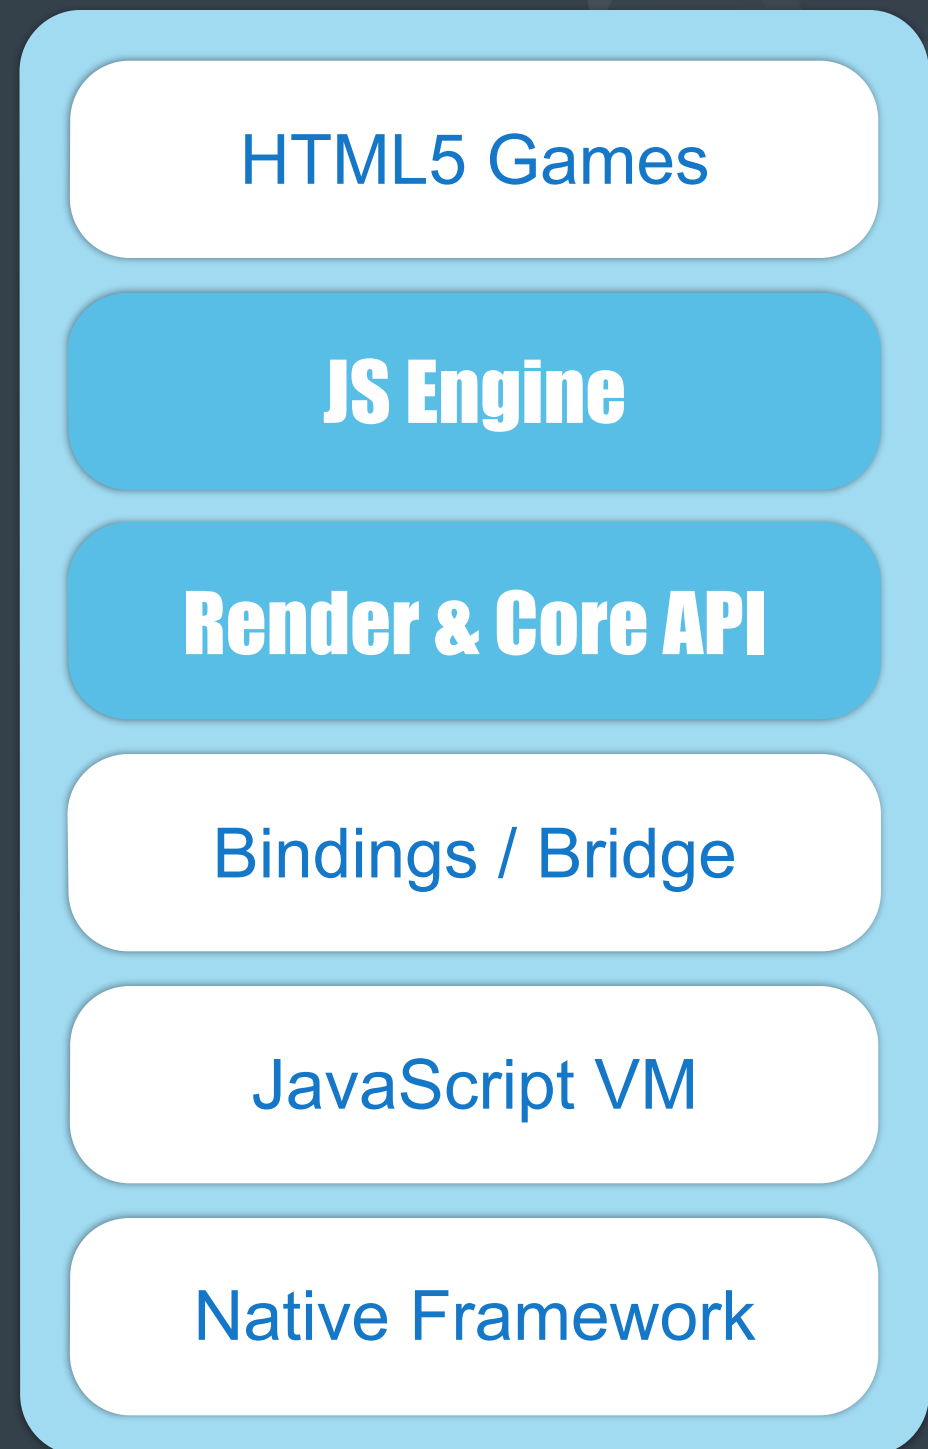 HTML5 Games
JS Engine
Render & Core API
Bindings / Bridge
JavaScript VM
Native Framework